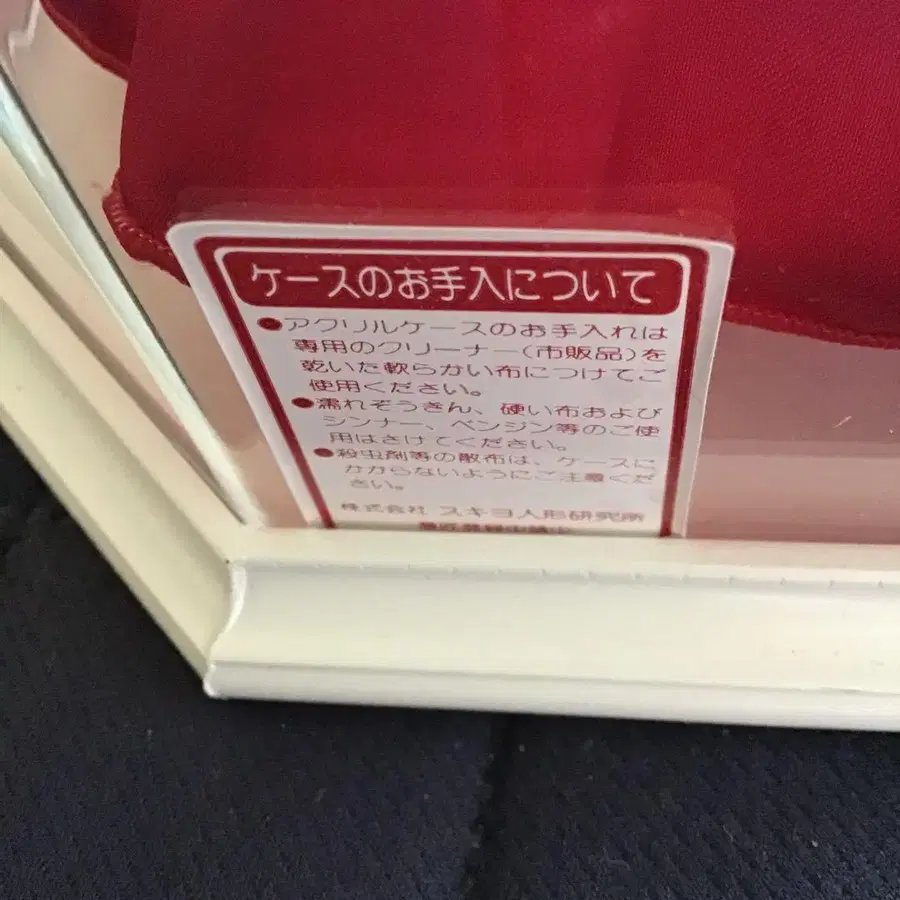 ケースのお手入について
●アクリルケースのお手入れは
専用のクリーナー(市販品)を
乾いた軟らかい布につけてご
使用ください。
●濡れぞうきん、硬い布および
シンナー、ベンジン等のご使
用はさけてください。
●殺虫剤等の散布は、ケースに
かからないようにご注意くだ
さい。
株式会社 スキヨ人形研究所